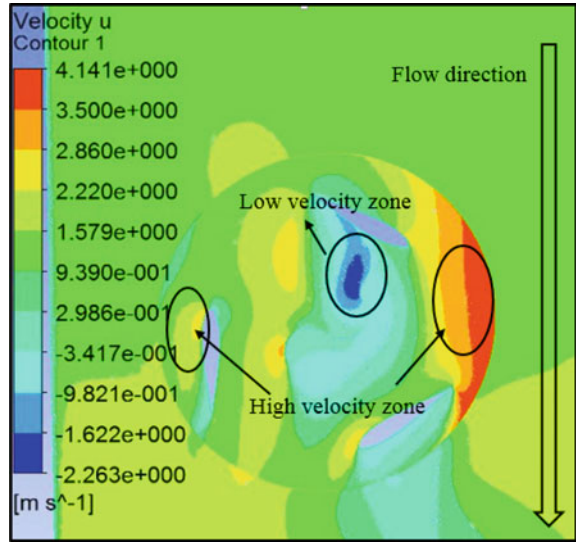 Velocity u
Contour 1
4.141e+000
3.500e+000
2.860e+000
2.220e+000
1.579e+000
9.390e-001
2.986e-001
-3.417e-001
-9.821e-001
-1.622e+000
-2.263e+000
[m s^-1]
Flow direction
Low velocity zone
High velocity zone